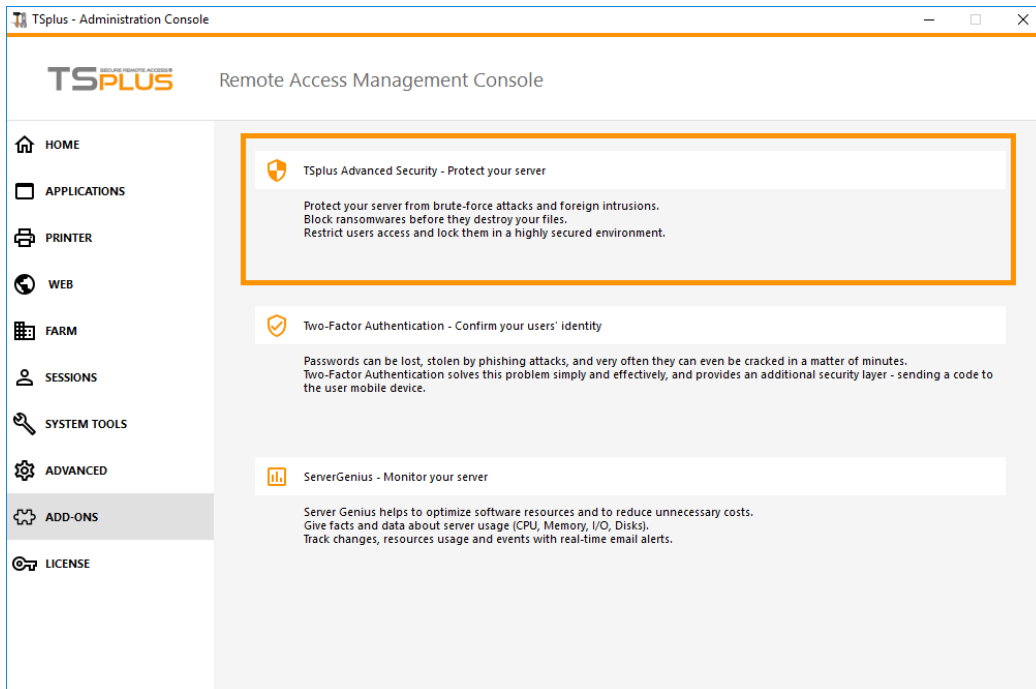 TSplus - Administration Console
TSPLUS
SECURE REMOTE ACCESS®
Remote Access Management Console
HOME
APPLICATIONS
PRINTER
WEB
FARM
SESSIONS
SYSTEM TOOLS
ADVANCED
ADD-ONS
LICENSE
TSplus Advanced Security - Protect your server
Protect your server from brute-force attacks and foreign intrusions.
Block ransomwares before they destroy your files.
Restrict users access and lock them in a highly secured environment.
Two-Factor Authentication - Confirm your users' identity
Passwords can be lost, stolen by phishing attacks, and very often they can even be cracked in a matter of minutes.
Two-Factor Authentication solves this problem simply and effectively, and provides an additional security layer - sending a code to
the user mobile device.
ServerGenius - Monitor your server
Server Genius helps to optimize software resources and to reduce unnecessary costs.
Give facts and data about server usage (CPU, Memory, I/O, Disks).
Track changes, resources usage and events with real-time email alerts.